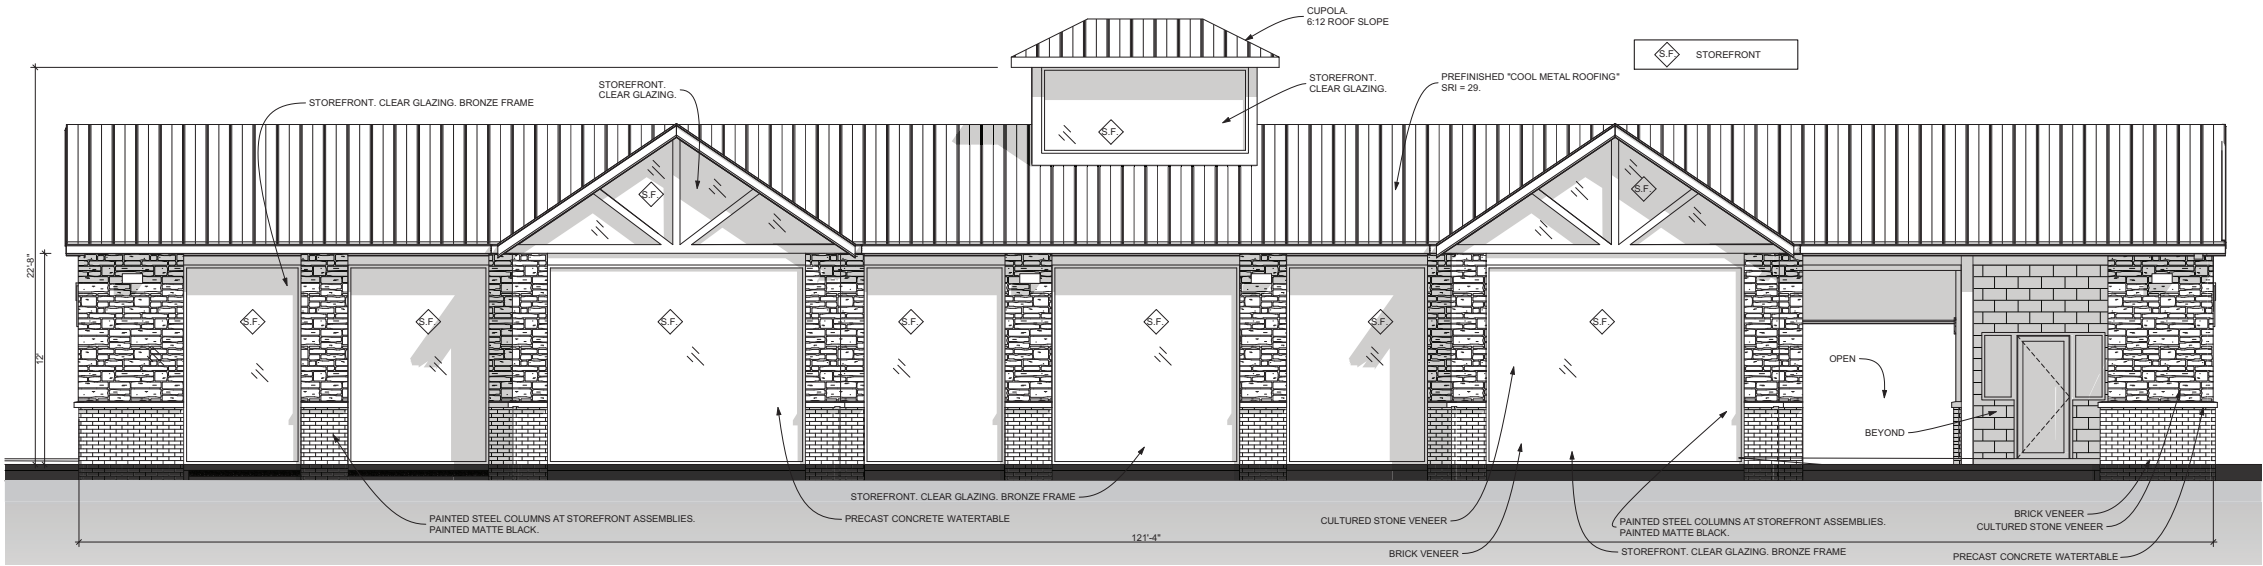 CUPOLA.
6:12 ROOF SLOPE
S.F. STOREFRONT
STOREFRONT. CLEAR GLAZING. BRONZE FRAME
STOREFRONT.
CLEAR GLAZING.
STOREFRONT.
CLEAR GLAZING.
PREFINISHED "COOL METAL ROOFING"
SRI = 29.
S.F.
S.F.
S.F.
22'-8"
12'
S.F.
S.F.
S.F.
S.F.
S.F.
S.F.
S.F.
OPEN
BEYOND
STOREFRONT. CLEAR GLAZING. BRONZE FRAME
PAINTED STEEL COLUMNS AT STOREFRONT ASSEMBLIES.
PAINTED MATTE BLACK.
PRECAST CONCRETE WATERTABLE
CULTURED STONE VENEER
PAINTED STEEL COLUMNS AT STOREFRONT ASSEMBLIES.
PAINTED MATTE BLACK.
BRICK VENEER
CULTURED STONE VENEER
121'-4"
BRICK VENEER
STOREFRONT. CLEAR GLAZING. BRONZE FRAME
PRECAST CONCRETE WATERTABLE